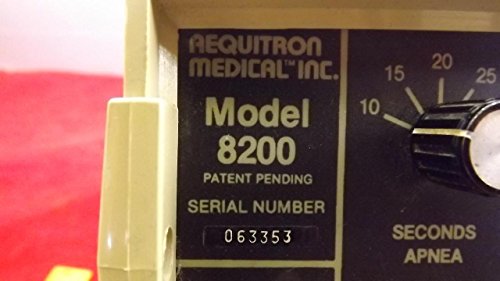 AEQUITRON
MEDICAL™ INC.
Model
8200
PATENT PENDING
SERIAL NUMBER
063353
10 15 20 25
SECONDS
APNEA